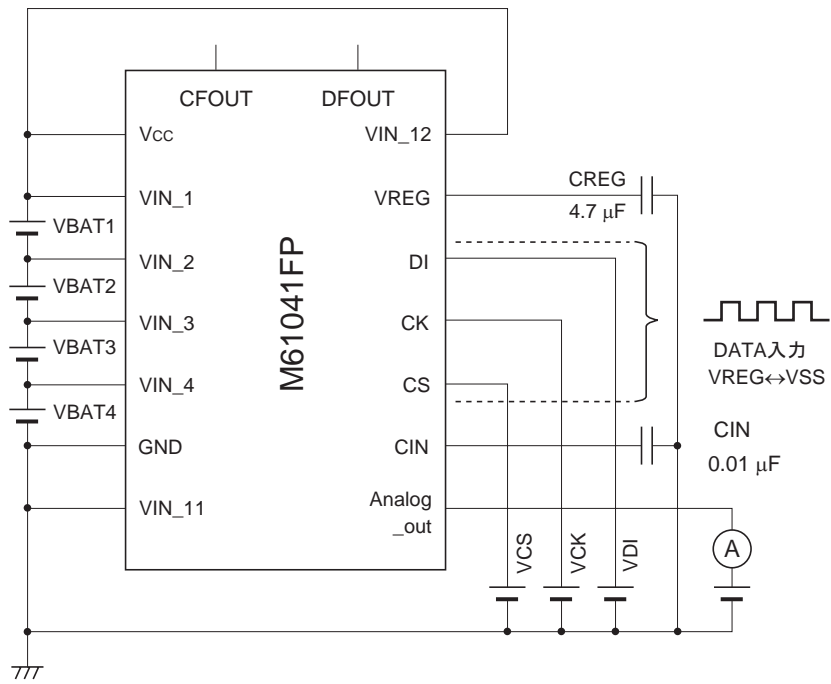 CFOUT
DFOUT
Vcc
VIN_1
VIN_2
VIN_3
VIN_4
GND
VIN_11
M61041FP
VIN_12
VREG
DI
CK
CS
CIN
Analog
_out
VBAT1
VBAT2
VBAT3
VBAT4
CREG
4.7 μF
DATA入力
VREG↔VSS
CIN
0.01 μF
VCS
VCK
VDI
A